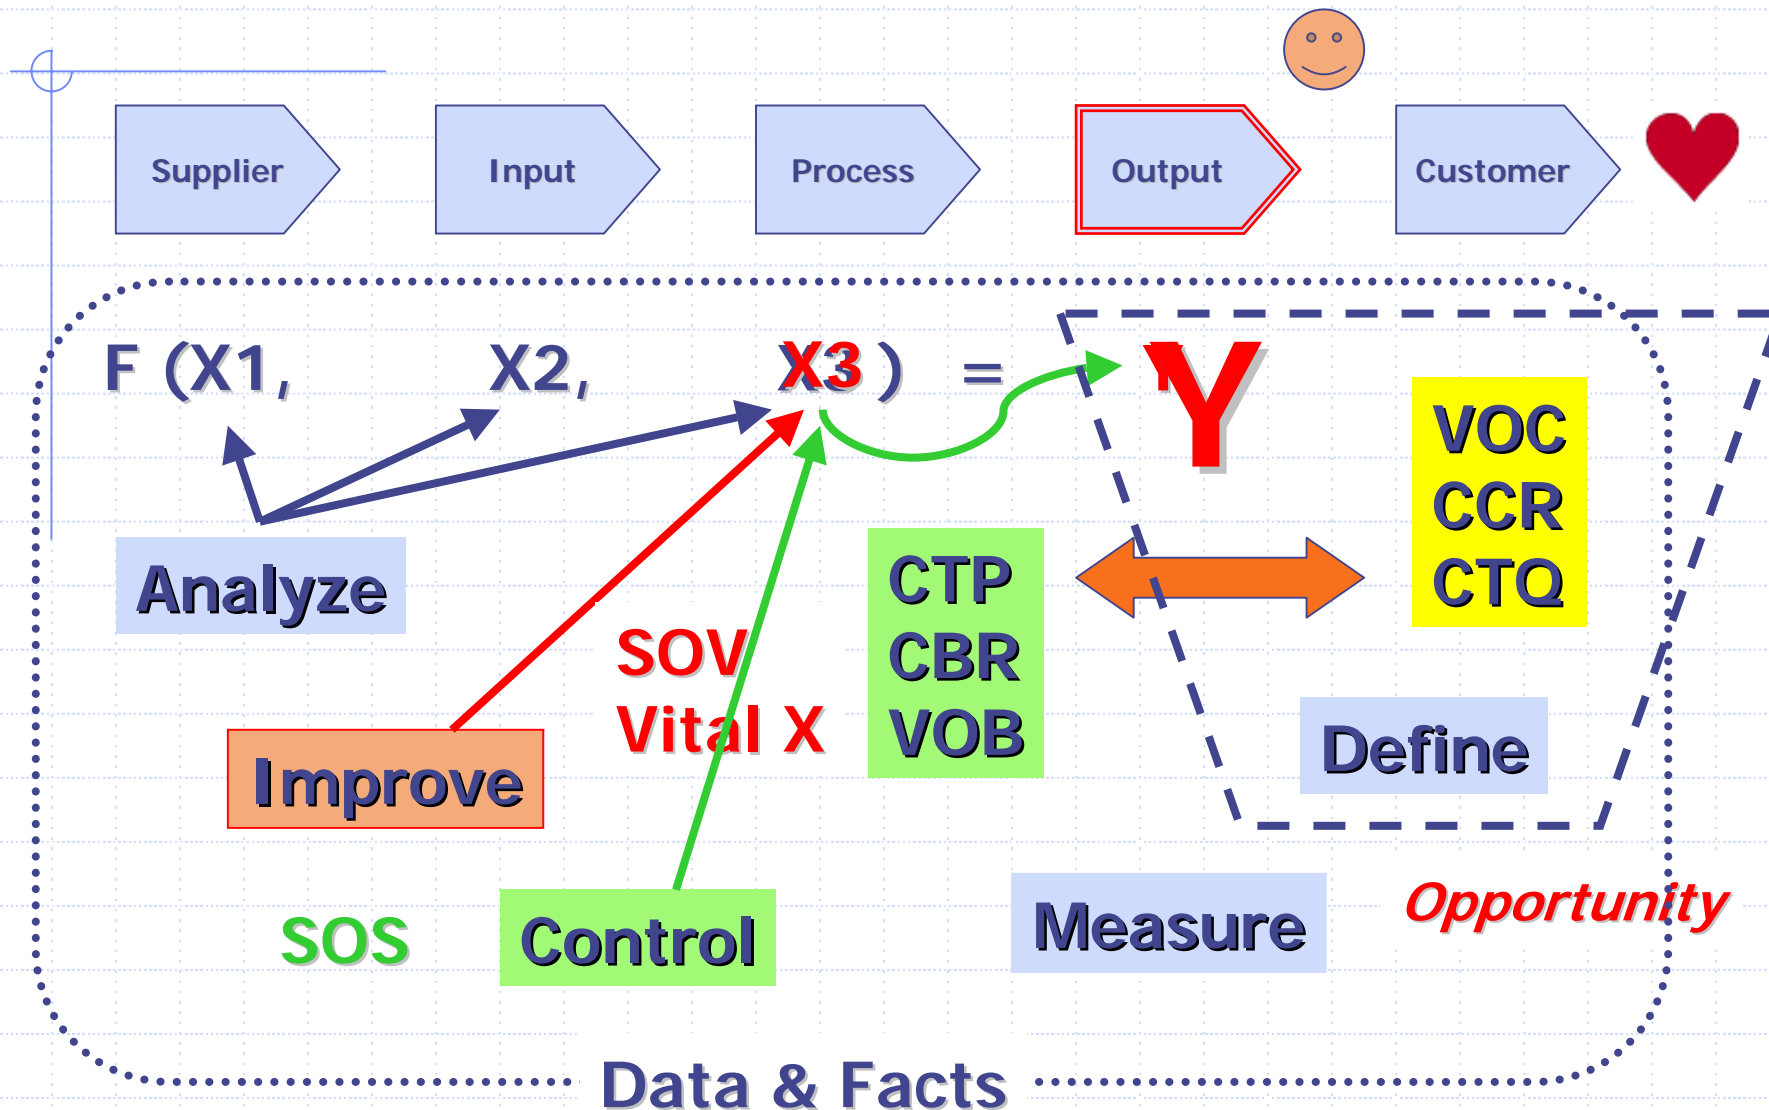 Supplier
Input
Process
Output
Customer
F (X1, X2, X3 ) = Y
VOC
CCR
CTQ
CTP
CBR
VOB
Analyze
SOV
Vital X
Improve
Define
Measure
Opportunity
SOS
Control
Data & Facts